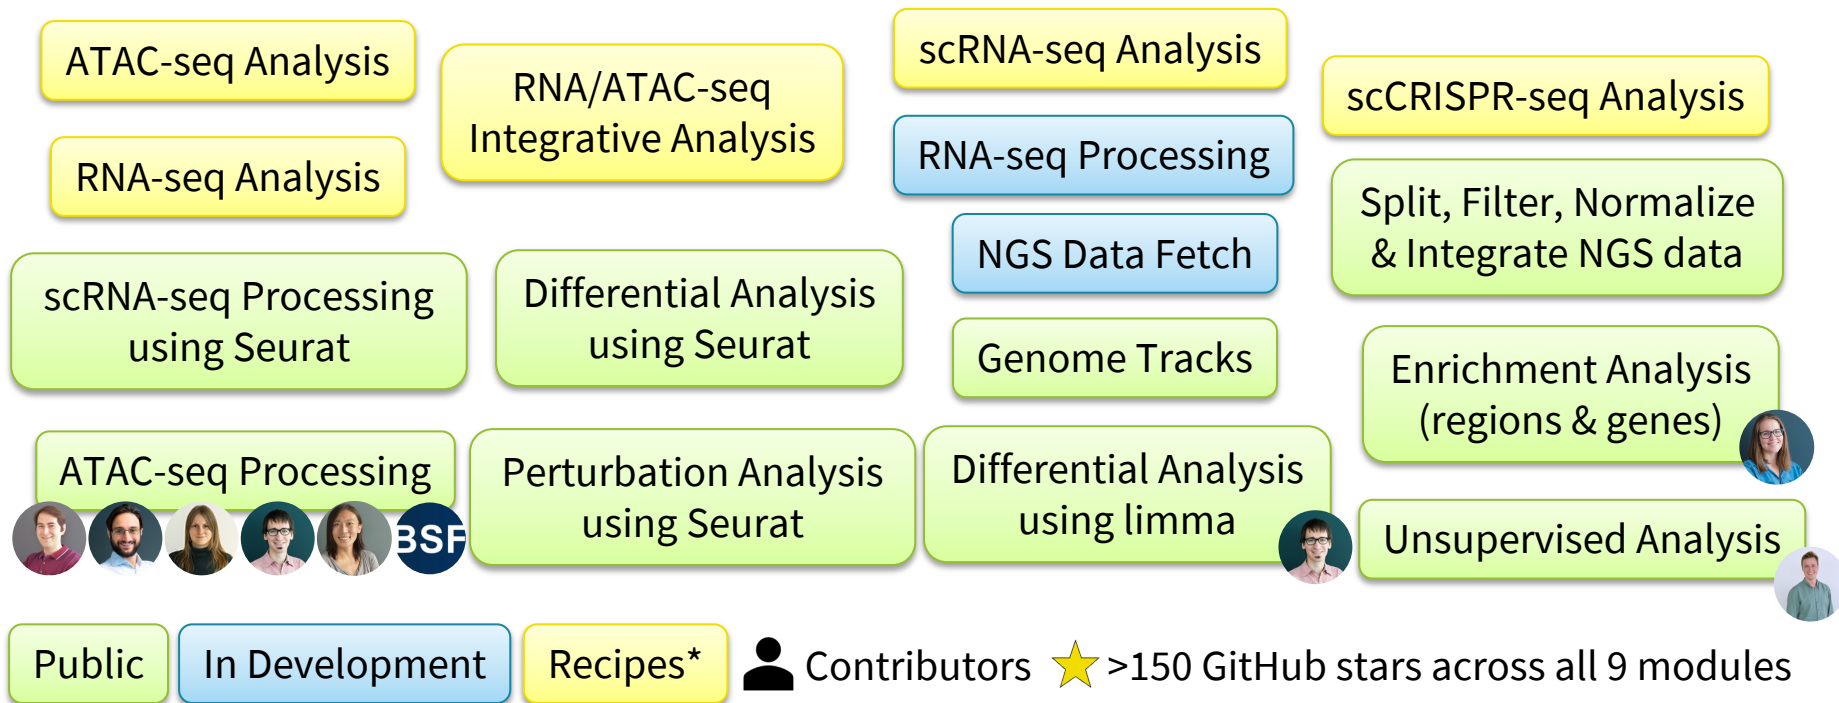 ATAC-seq Analysis
RNA/ATAC-seq
Integrative Analysis
scRNA-seq Analysis
scCRISPR-seq Analysis
RNA-seq Analysis
RNA-seq Processing
Split, Filter, Normalize
& Integrate NGS data
NGS Data Fetch
scRNA-seq Processing
using Seurat
Differential Analysis
using Seurat
Genome Tracks
Enrichment Analysis
(regions & genes)
ATAC-seq Processing
BSF
Perturbation Analysis
using Seurat
Differential Analysis
using limma
Unsupervised Analysis
Public
In Development
Recipes*
Contributors
>150 GitHub stars across all 9 modules